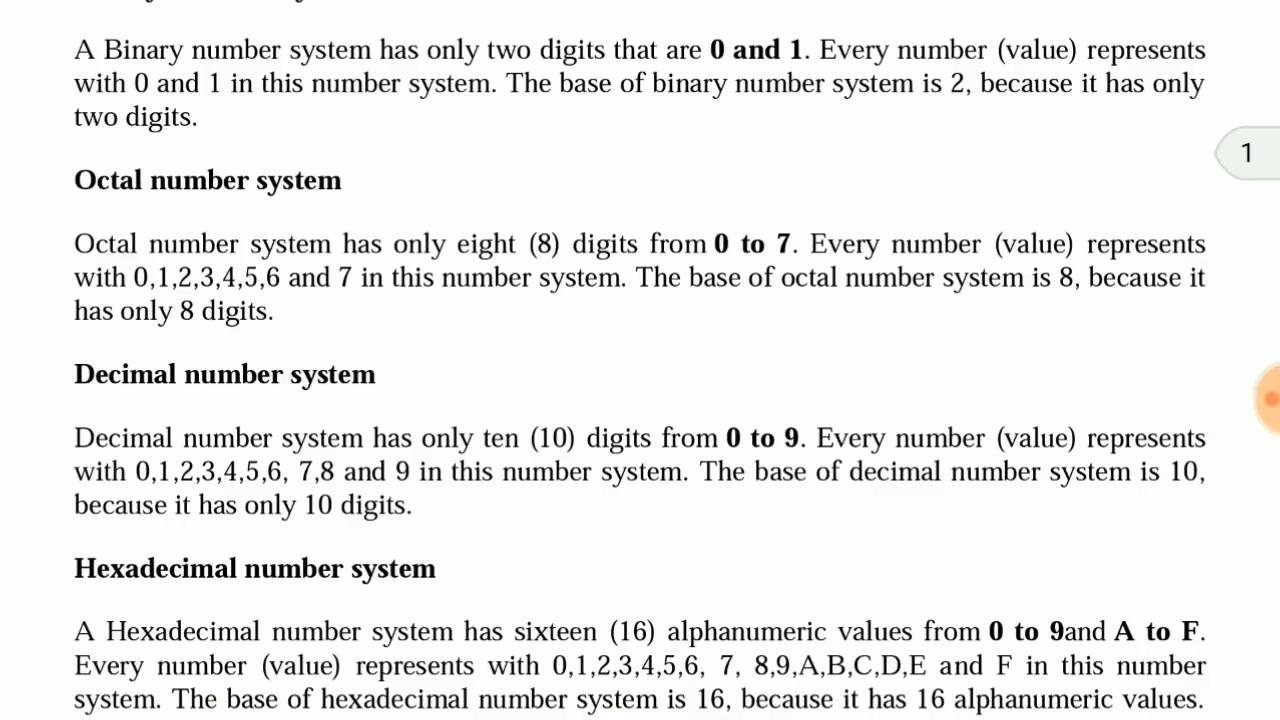 A Binary number system has only two digits that are 0 and 1. Every number (value) represents
with 0 and 1 in this number system. The base of binary number system is 2, because it has only
two digits.
1
Octal number system
Octal number system has only eight (8) digits from 0 to 7. Every number (value) represents
with 0,1,2,3,4,5,6 and 7 in this number system. The base of octal number system is 8, because it
has only 8 digits.
Decimal number system
Decimal number system has only ten (10) digits from 0 to 9. Every number (value) represents
with 0,1,2,3,4,5,6, 7,8 and 9 in this number system. The base of decimal number system is 10,
because it has only 10 digits.
Hexadecimal number system
A Hexadecimal number system has sixteen (16) alphanumeric values from 0 to 9and A to F.
Every number (value) represents with 0,1,2,3,4,5,6, 7, 8,9,A,B,C,D,E and F in this number
system. The base of hexadecimal number system is 16, because it has 16 alphanumeric values.